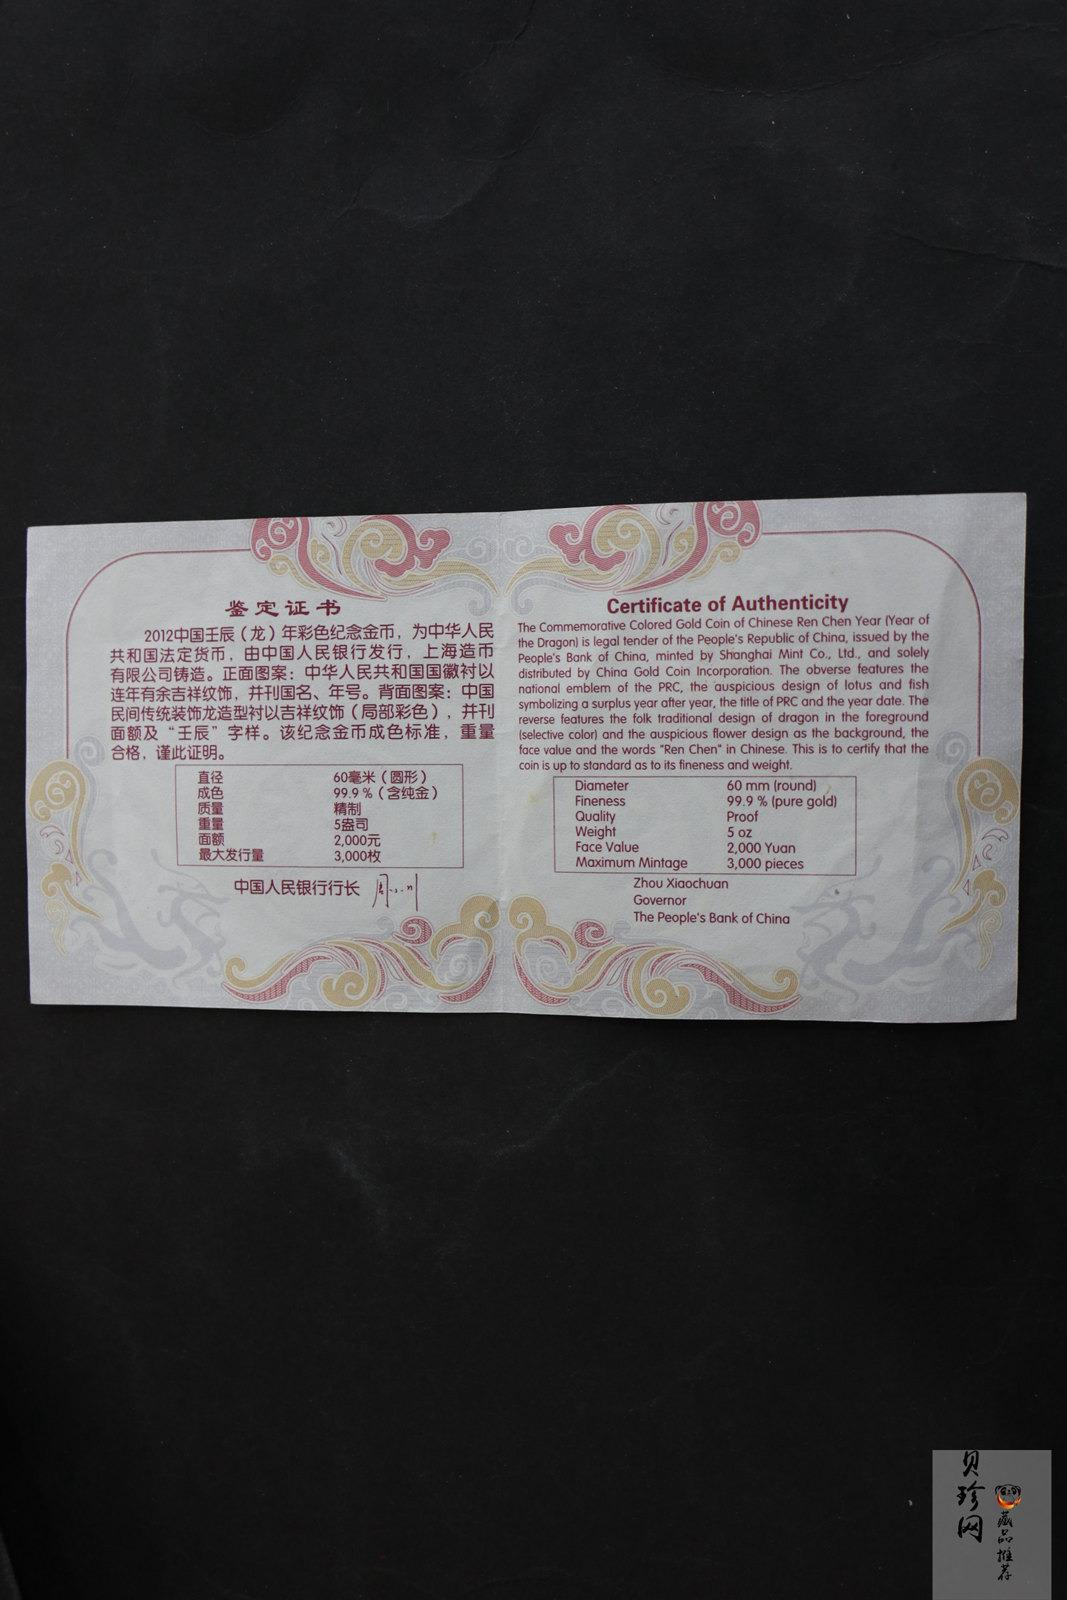 鉴定证书
2012中国壬辰（龙）年彩色纪念金币，为中华人民
共和国法定货币，由中国人民银行发行，上海造币
有限公司铸造。正面图案：中华人民共和国国徽衬以
连年有余吉祥纹饰，并刊国名、年号。背面图案：中国
民间传统装饰龙造型衬以吉祥纹饰（局部彩色），并刊
面额及“壬辰”字样。该纪念金币成色标准，重量
合格，谨此证明。
直径 60毫米（圆形）
成色 99.9％（含纯金）
质量 精制
重量 5盎司
面额 2,000元
最大发行量 3,000枚
中国人民银行行长
Certificate of Authenticity
The Commemorative Colored Gold Coin of Chinese Ren Chen Year (Year of
the Dragon) is legal tender of the People's Republic of China, issued by the
People's Bank of China, minted by Shanghai Mint Co., Ltd., and solely
distributed by China Gold Coin Incorporation. The obverse features the
national emblem of the PRC, the auspicious design of lotus and fish
symbolizing a surplus year after year, the title of PRC and the year date. The
reverse features the folk traditional design of dragon in the foreground
(selective color) and the auspicious flower design as the background, the
face value and the words "Ren Chen" in Chinese. This is to certify that the
coin is up to standard as to its fineness and weight.
Diameter 60 mm (round)
Fineness 99.9 % (pure gold)
Quality Proof
Weight 5 oz
Face Value 2,000 Yuan
Maximum Mintage 3,000 pieces
Zhou Xiaochuan
Governor
The People's Bank of China
贝珍网
藏品推荐